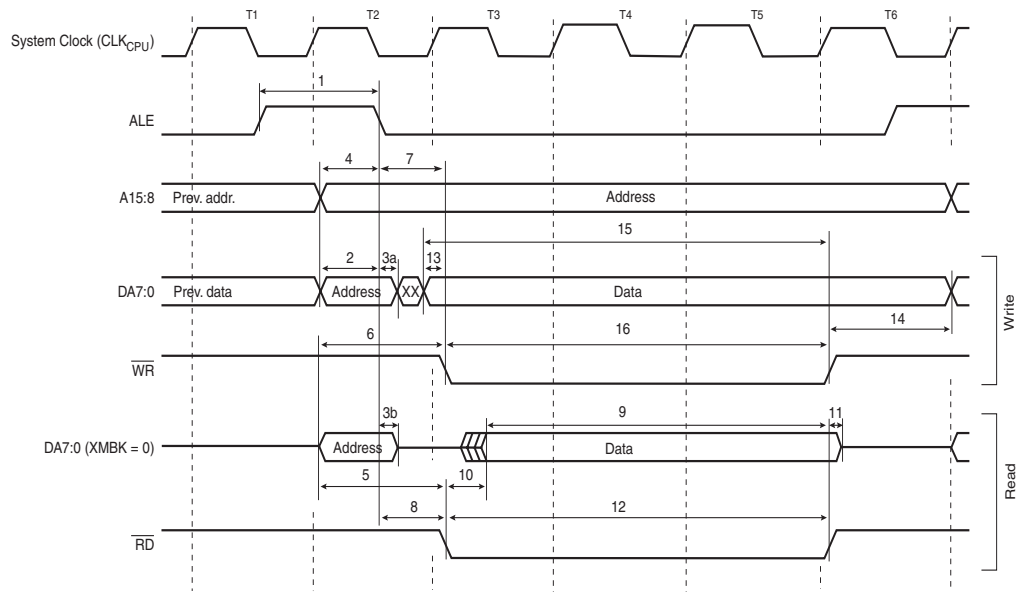 T1 T2 T3 T4 T5 T6
System Clock (CLKCPU)
1
ALE
4 7
A15:8 Prev. addr. Address
15
2 3a 13
DA7:0 Prev. data Address XX Data
Write
6 16 14
WR
3b 9 11
DA7:0 (XMBK = 0) Address Data
Read
5 10
8 12
RD